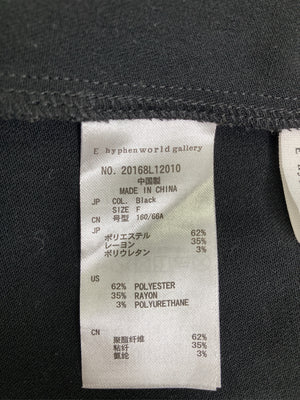 E hyphen world gallery
NO. 20168L12010
中国製
MADE IN CHINA
JP COL. Black
SIZE F
CN 号型 160/66A
JP
ポリエステル 62%
レーヨン 35%
ポリウレタン 3%
US
62% POLYESTER
35% RAYON
3% POLYURETHANE
CN
聚酯纤维 62%
粘纤 35%
氨纶 3%